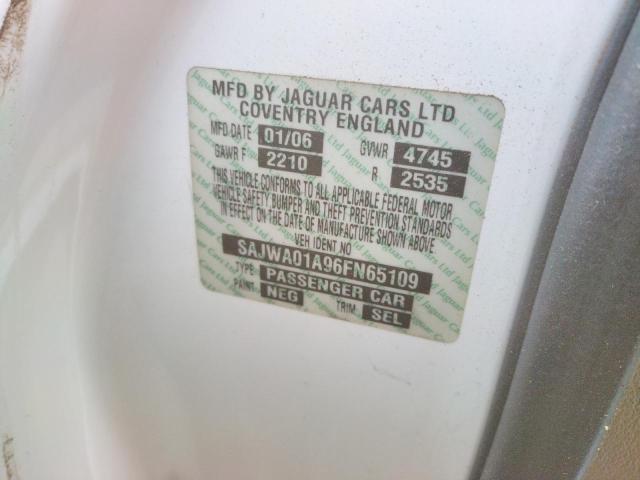 MFD BY JAGUAR CARS LTD
COVENTRY ENGLAND
MFD DATE 01/06 GVWR 4745
GAWR F 2210 R 2535
THIS VEHICLE CONFORMS TO ALL APPLICABLE FEDERAL MOTOR
VEHICLE SAFETY BUMPER AND THEFT PREVENTION STANDARDS
IN EFFECT ON THE DATE OF MANUFACTURE SHOWN ABOVE
VEH IDENT NO
SAJWA01A96FN65109
TYPE PASSENGER CAR
PAINT NEG TRIM SEL